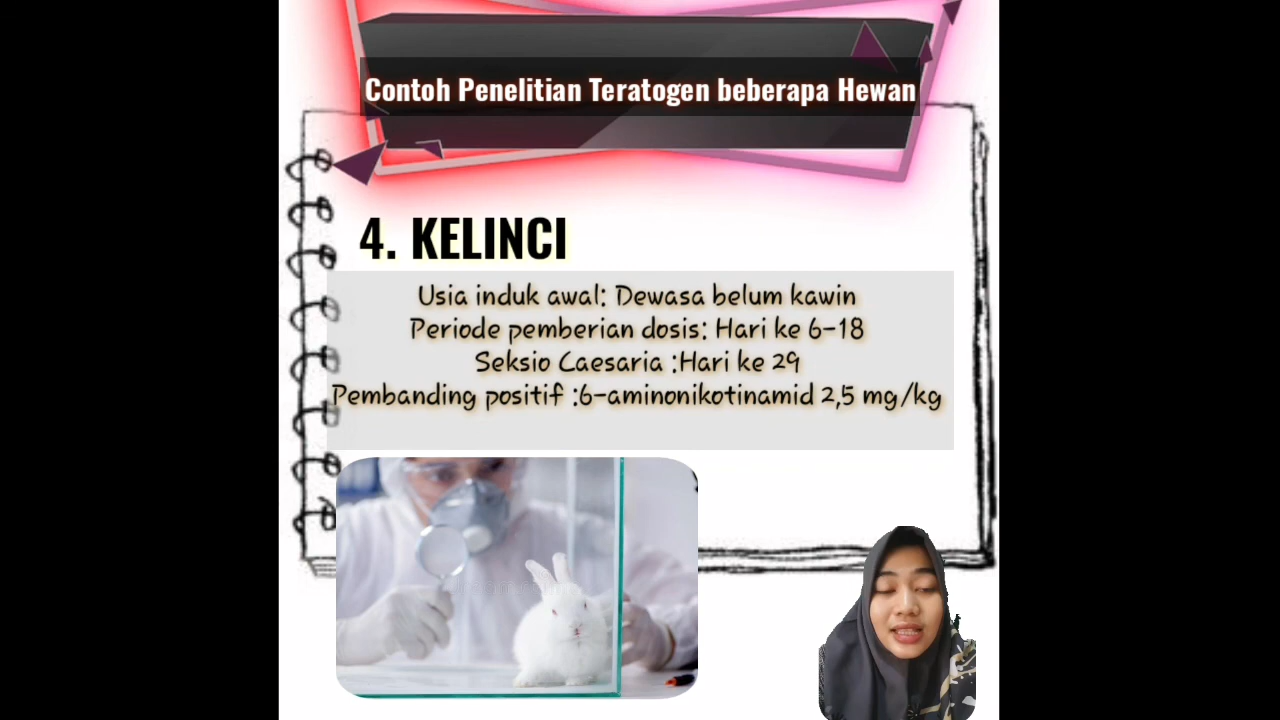 Contoh Penelitian Teratogen beberapa Hewan
4. KELINCI
Usia induk awal: Dewasa belum kawin
Periode pemberian dosis: Hari ke 6-18
Seksio Caesaria :Hari ke 29
Pembanding positif :6-aminonikotinamid 2,5 mg/kg